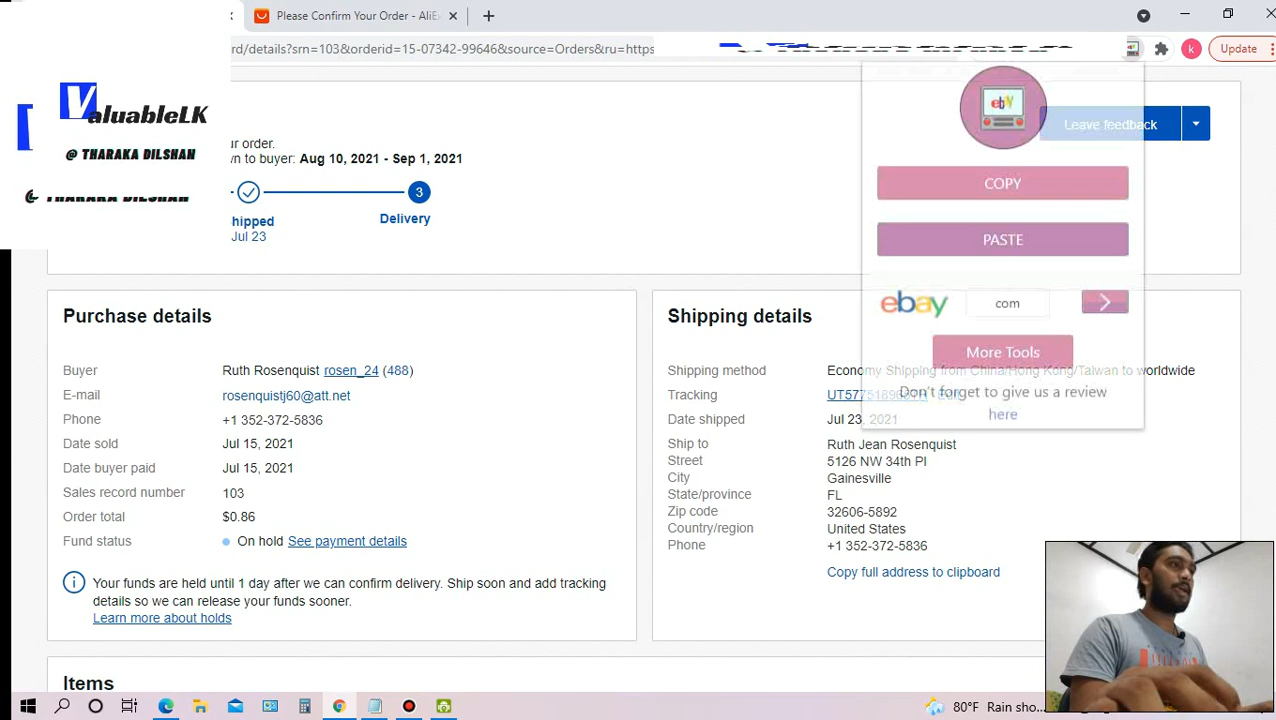 Please Confirm Your Order - AliEx
rd/details?srn=103&orderid=15-07342-99646&source=Orders&ru=https
Update
ValuableLK
@ THARAKA DILSHAN
ebay
Leave feedback
ur order.
n to buyer: Aug 10, 2021 - Sep 1, 2021
3
hipped
Jul 23
Delivery
COPY
PASTE
ebay com
More Tools
Don't forget to give us a review
here
Purchase details
Buyer Ruth Rosenquist rosen_24 (488)
E-mail rosenquistj60@att.net
Phone +1 352-372-5836
Date sold Jul 15, 2021
Date buyer paid Jul 15, 2021
Sales record number 103
Order total $0.86
Fund status On hold See payment details
Your funds are held until 1 day after we can confirm delivery. Ship soon and add tracking
details so we can release your funds sooner.
Learn more about holds
Shipping details
Shipping method Economy Shipping from China/Hong Kong/Taiwan to worldwide
Tracking
Date shipped Jul 23, 2021
Ship to Ruth Jean Rosenquist
Street 5126 NW 34th Pl
City Gainesville
State/province FL
Zip code 32606-5892
Country/region United States
Phone +1 352-372-5836
Copy full address to clipboard
Items
80°F Rain sho...